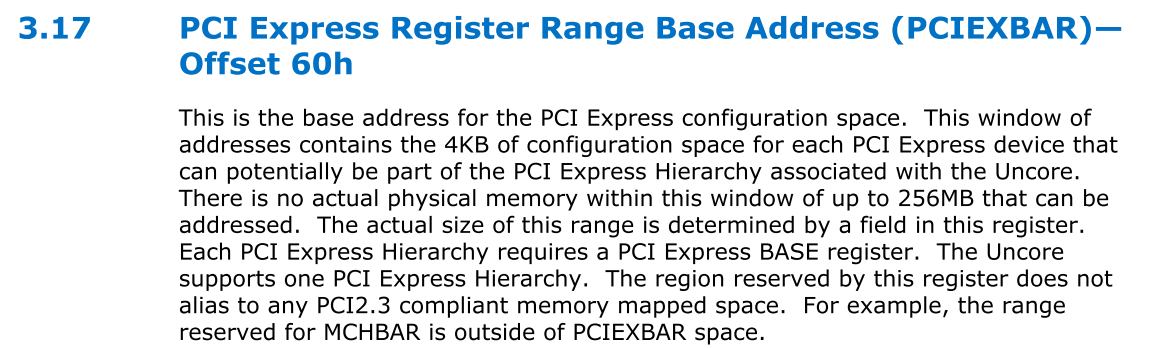 3.17 PCI Express Register Range Base Address (PCIEXBAR)—
Offset 60h
This is the base address for the PCI Express configuration space.  This window of
addresses contains the 4KB of configuration space for each PCI Express device that
can potentially be part of the PCI Express Hierarchy associated with the Uncore.
There is no actual physical memory within this window of up to 256MB that can be
addressed.  The actual size of this range is determined by a field in this register.
Each PCI Express Hierarchy requires a PCI Express BASE register.  The Uncore
supports one PCI Express Hierarchy.  The region reserved by this register does not
alias to any PCI2.3 compliant memory mapped space.  For example, the range
reserved for MCHBAR is outside of PCIEXBAR space.